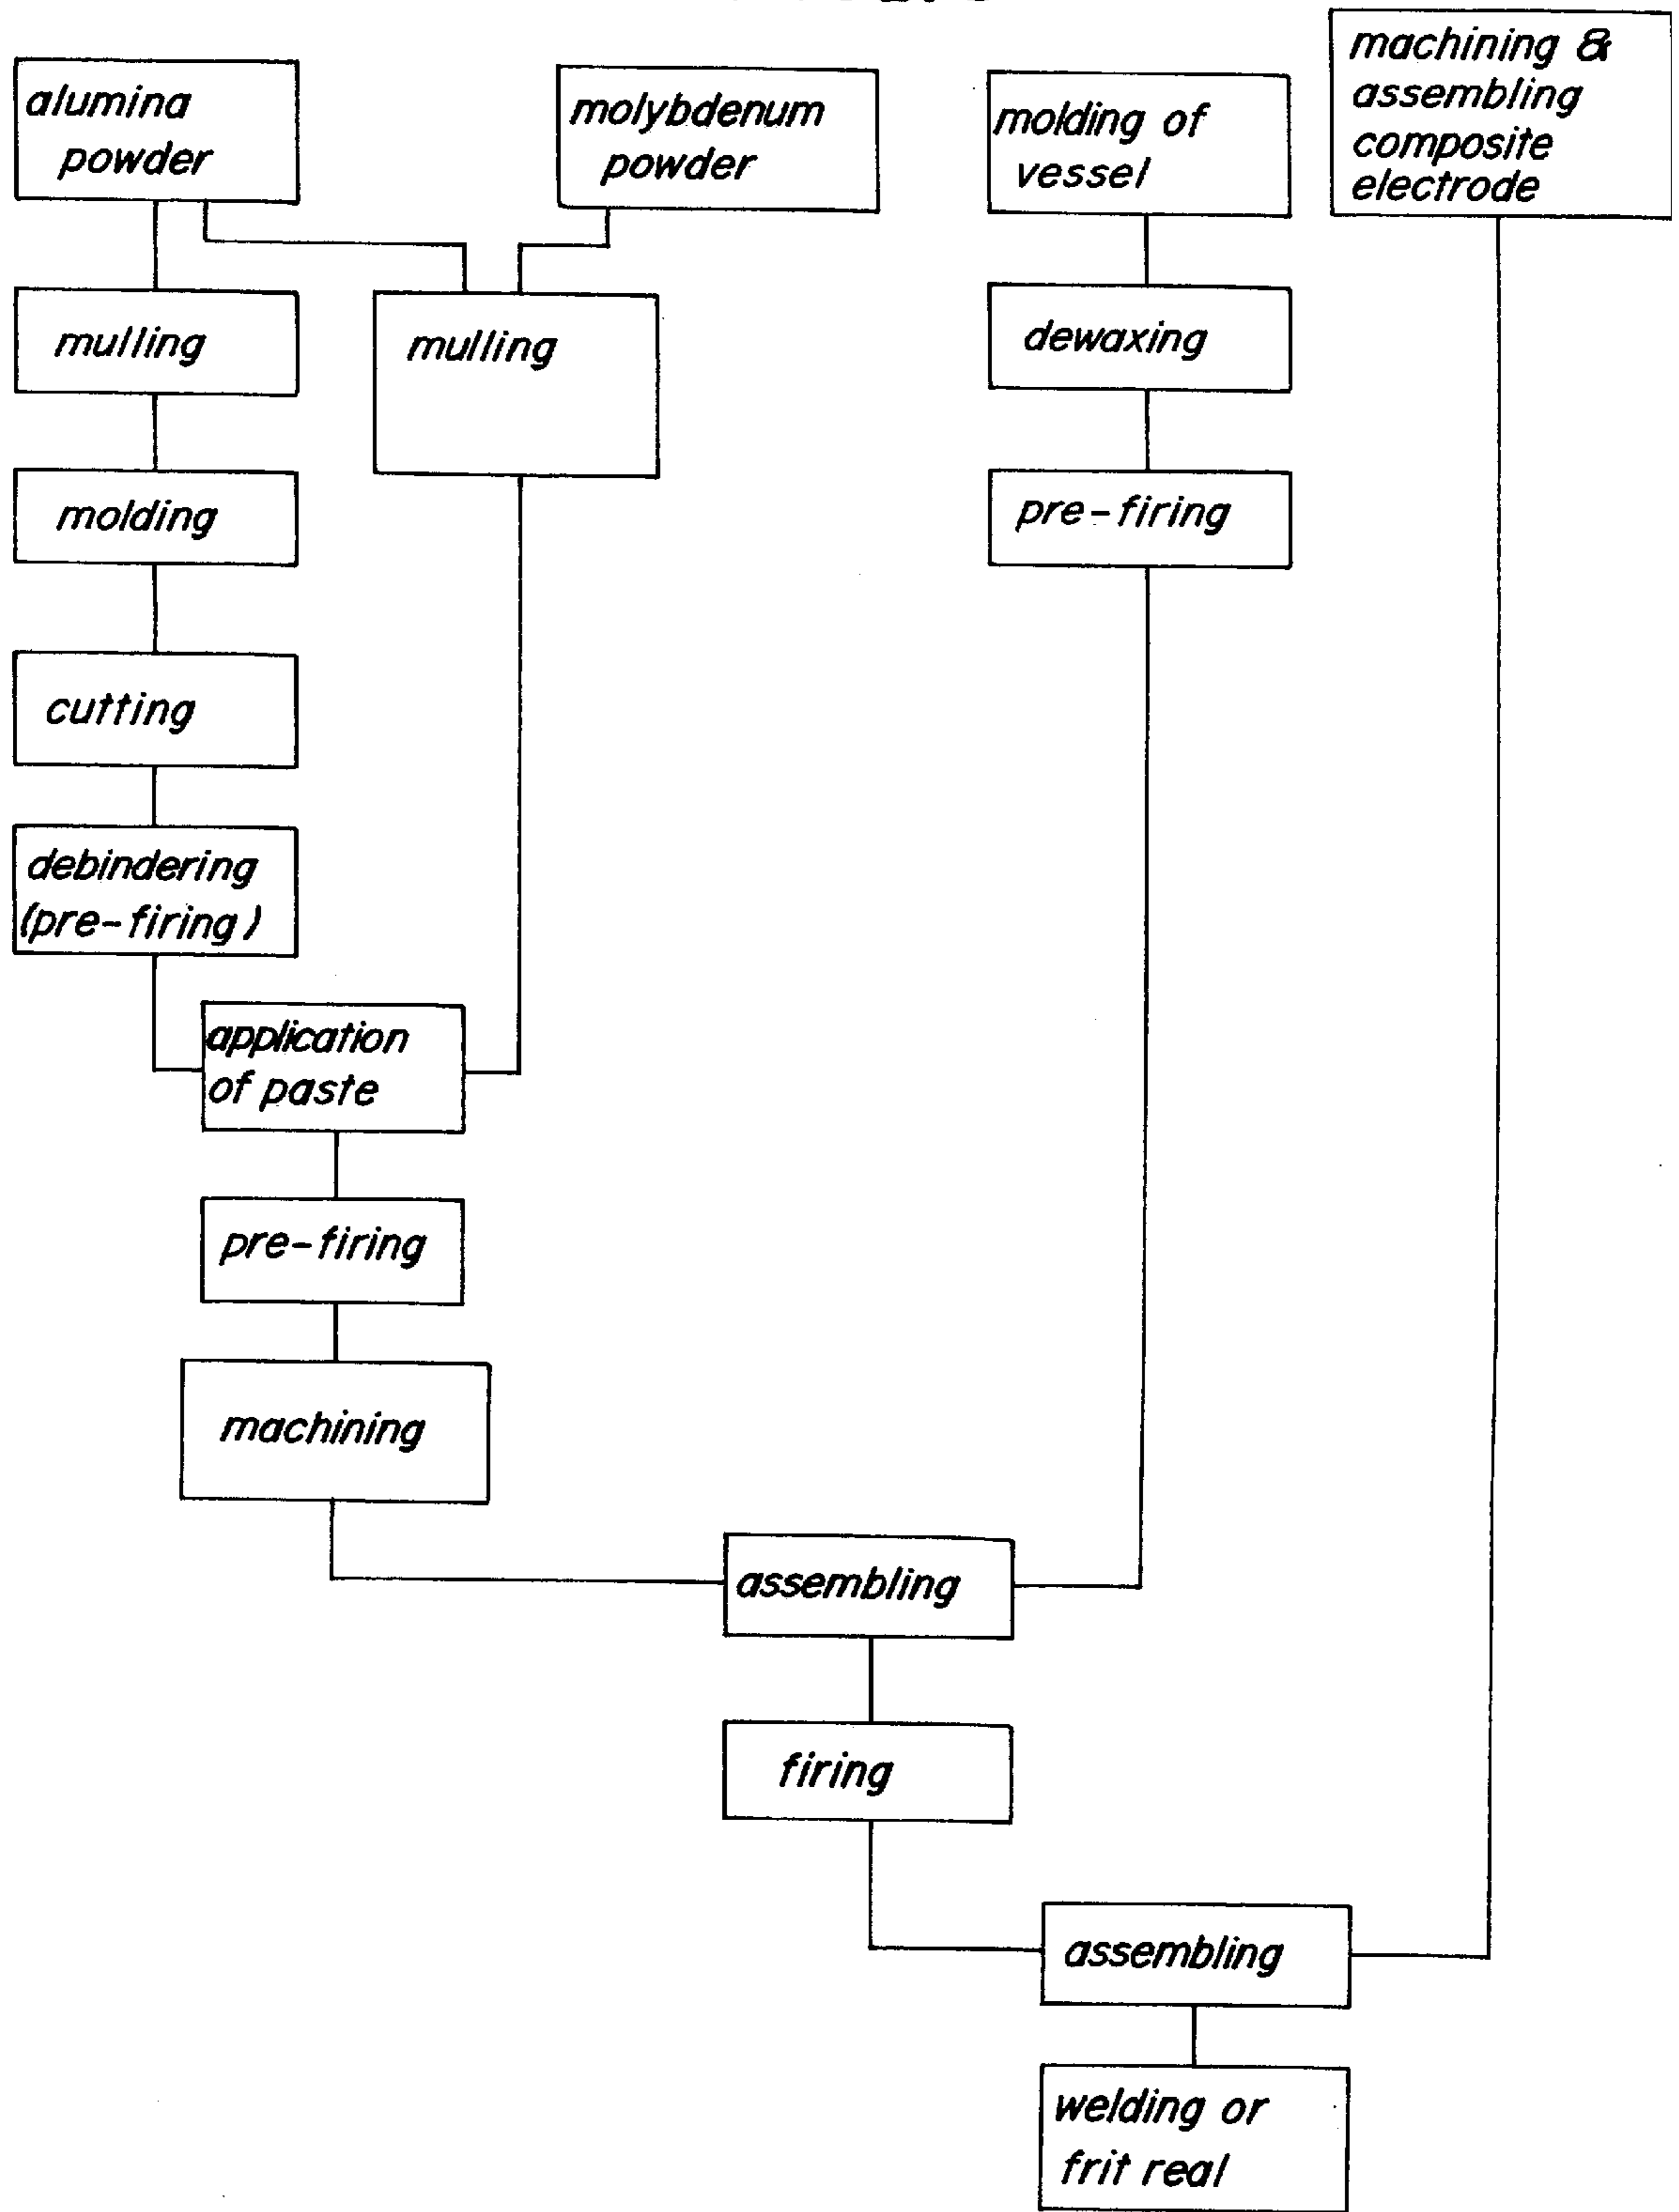 alumina
powder
molybdenum
powder
molding of
vessel
machining &
assembling
composite
electrode
mulling
mulling
dewaxing
molding
pre-firing
cutting
debindering
(pre-firing)
application
of paste
pre-firing
machining
assembling
firing
assembling
welding or
frit real